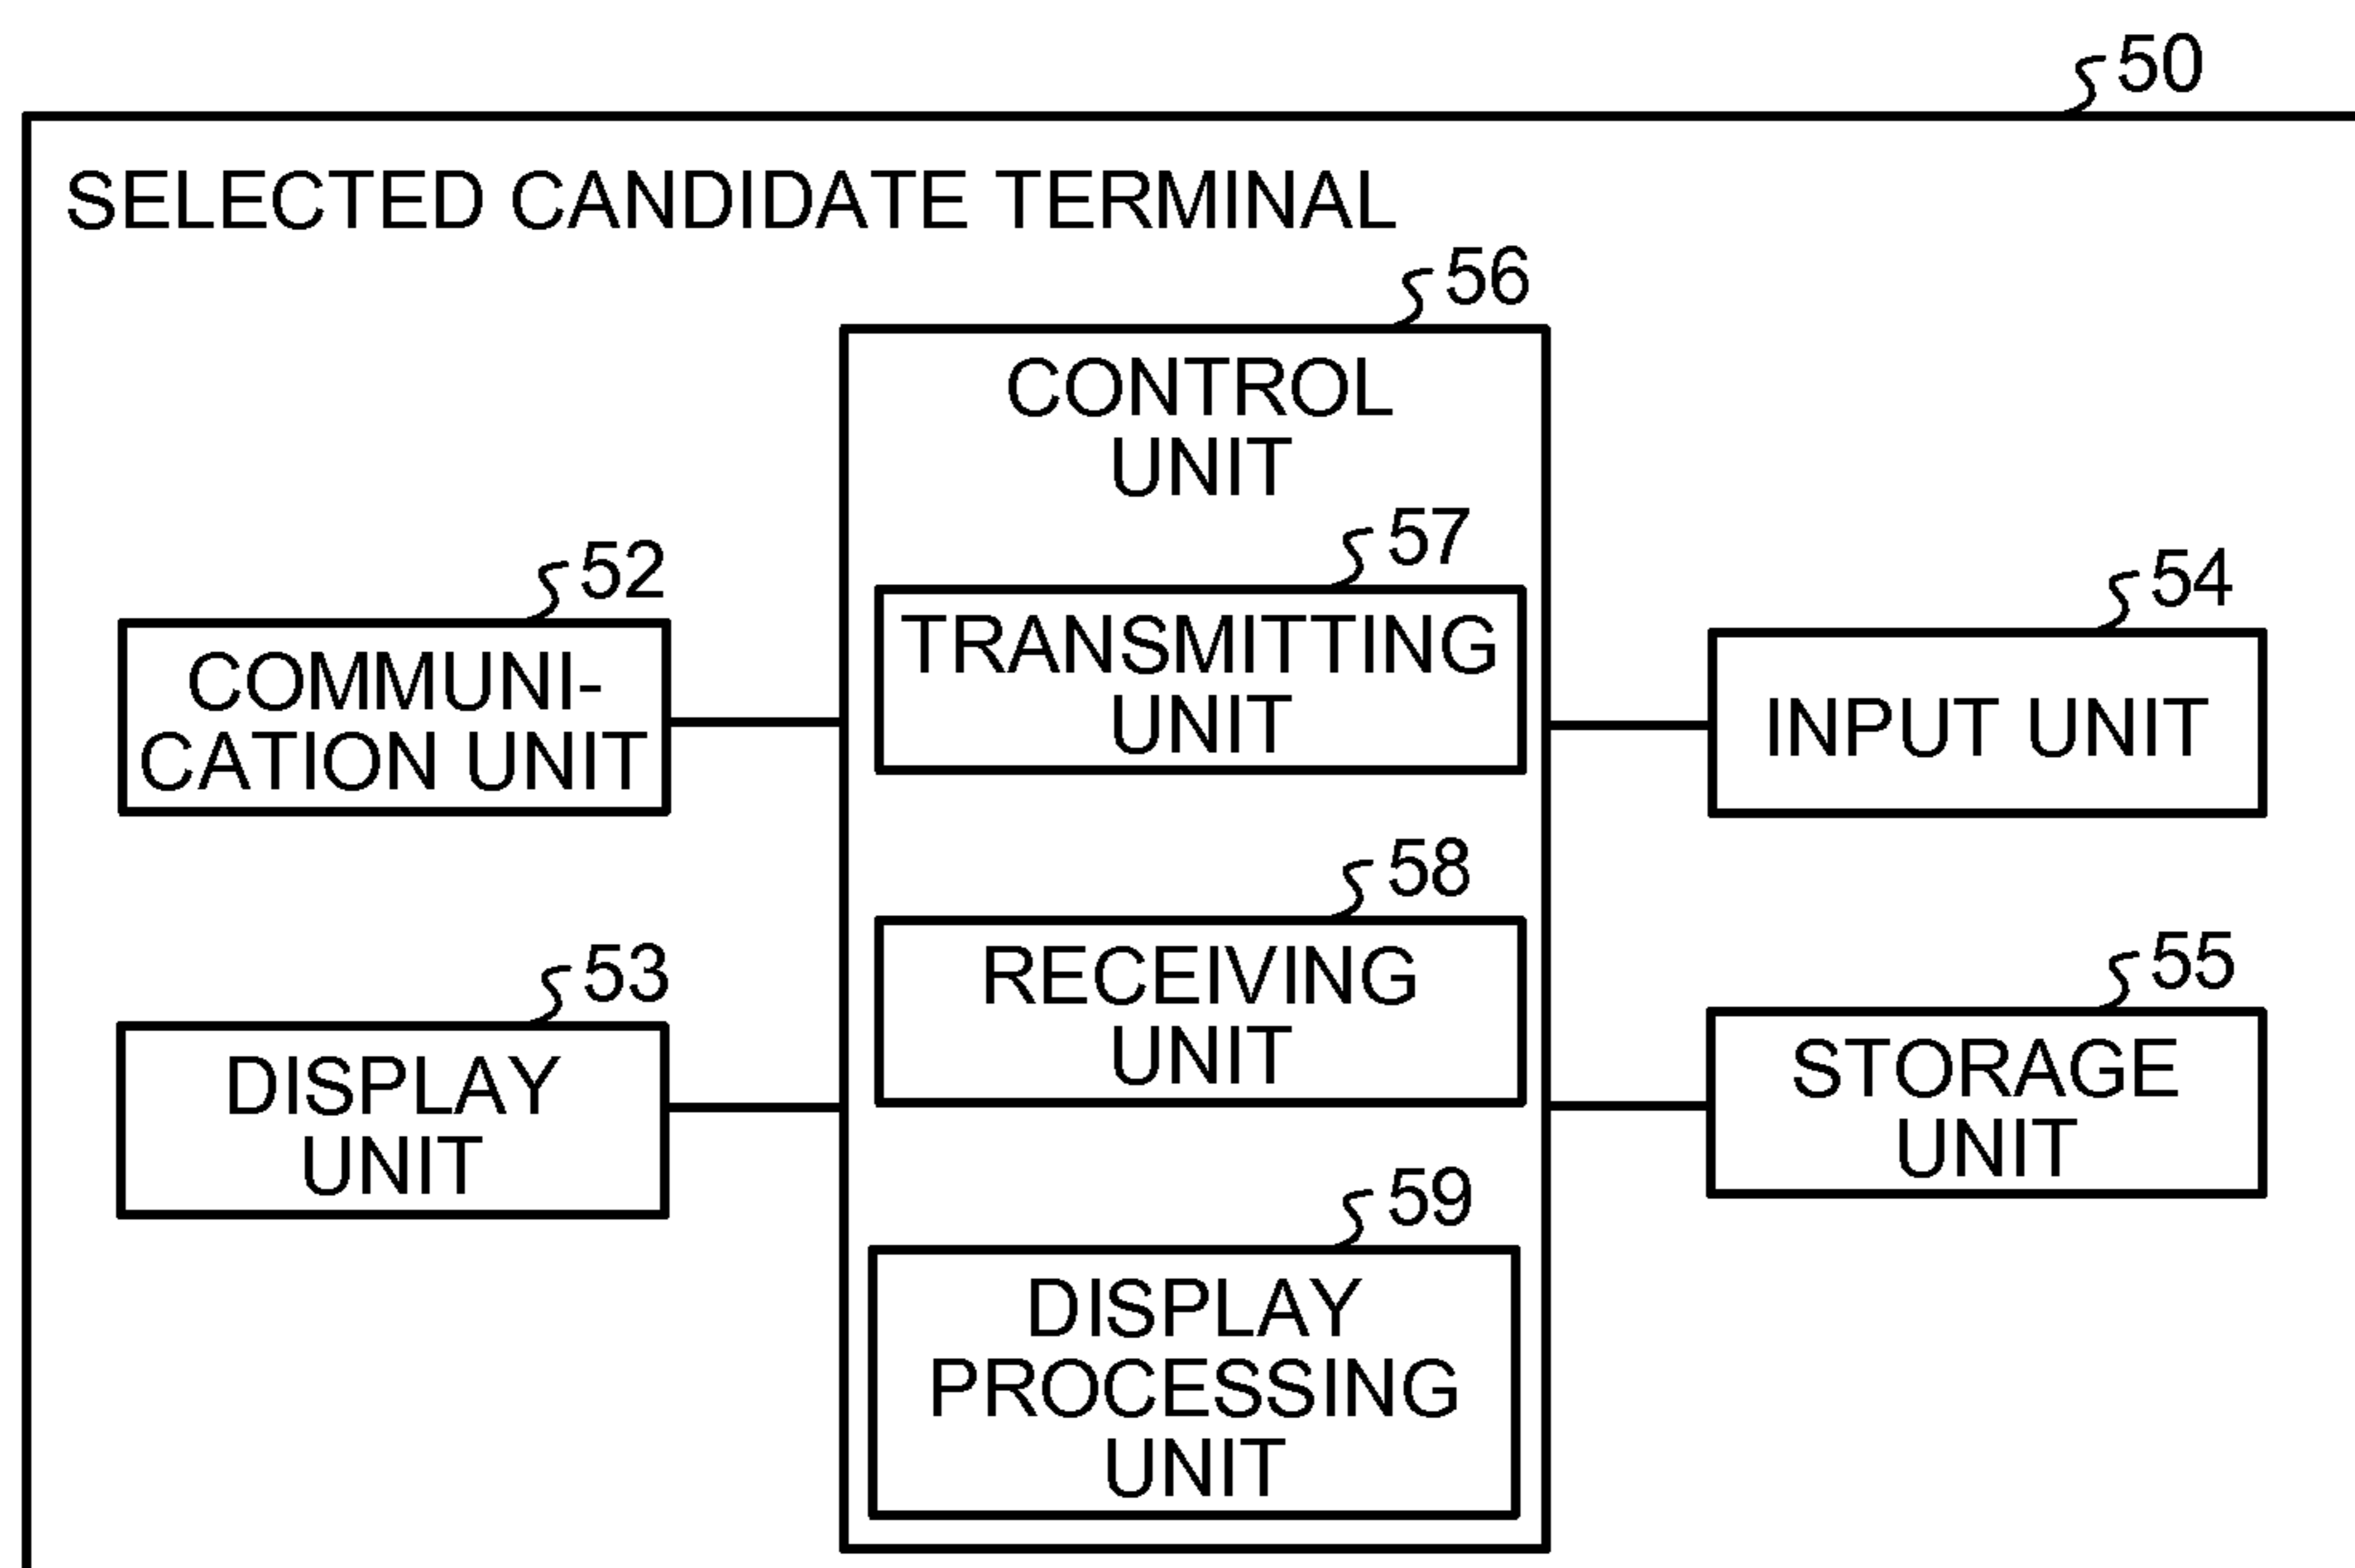 50
SELECTED CANDIDATE TERMINAL
56
CONTROL
UNIT
57
TRANSMITTING
UNIT
52
COMMUNI-
CATION UNIT
54
INPUT UNIT
58
RECEIVING
UNIT
53
DISPLAY
UNIT
55
STORAGE
UNIT
59
DISPLAY
PROCESSING
UNIT